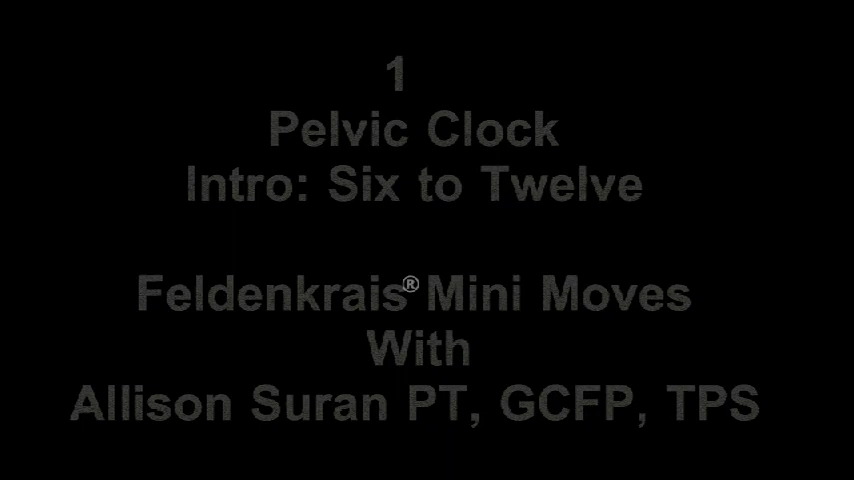 1
Pelvic Clock
Intro: Six to Twelve
Feldenkrais® Mini Moves
With
Allison Suran PT, GCFP, TPS